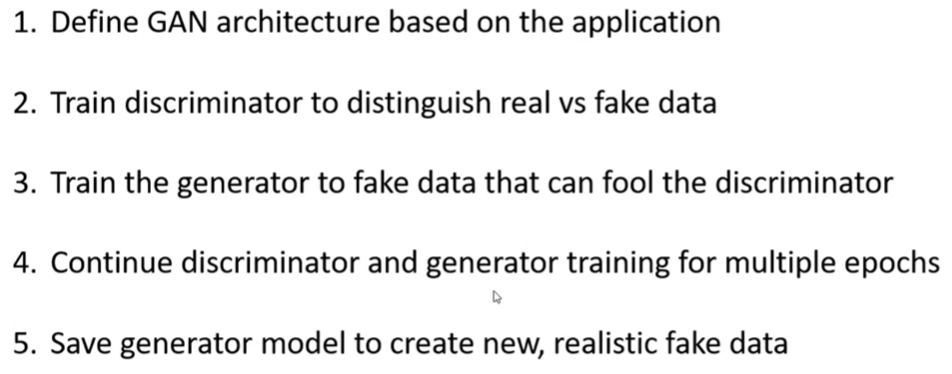 1. Define GAN architecture based on the application
2. Train discriminator to distinguish real vs fake data
3. Train the generator to fake data that can fool the discriminator
4. Continue discriminator and generator training for multiple epochs
5. Save generator model to create new, realistic fake data